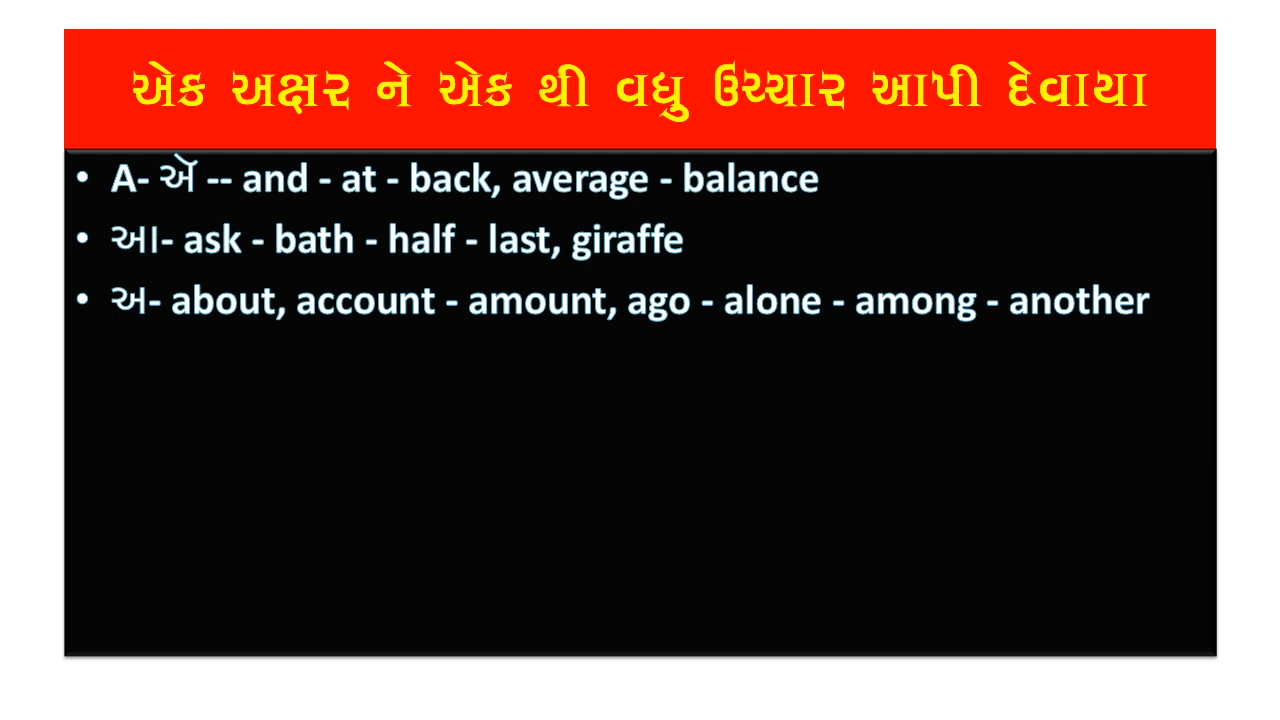 એક અક્ષર ને એક થી વધુ ઉચ્ચાર આપી દેવાયા
• A- ઍ -- and - at - back, average - balance
• આ- ask - bath - half - last, giraffe
• અ- about, account - amount, ago - alone - among - another